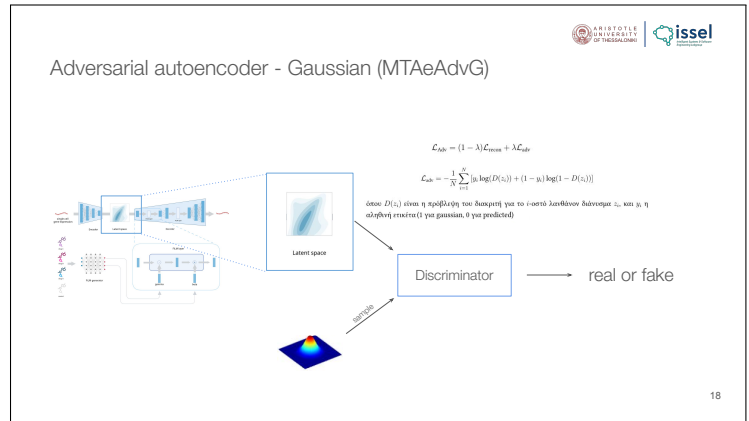 ARISTOTLE
UNIVERSITY
OF THESSALONIKI
issel
Adversarial autoencoder - Gaussian (MTAeAdvG)
ℒ_Adv = (1 − λ)ℒ_recon + λℒ_adv
ℒ_adv = −1/N ∑_{i=1}^{N} [y_i log(D(z_i)) + (1 − y_i) log(1 − D(z_i))]
όπου D(z_i) είναι η πρόβλεψη του διακριτή για το i-οστό λανθάνον διάνυσμα z_i, και y_i η
αληθινή ετικέτα (1 για gaussian, 0 για predicted)
Latent space
Discriminator
real or fake
sample
18